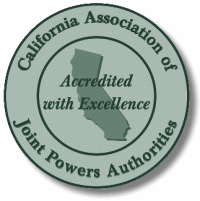 California Association of
Accredited
with Excellence
Joint Powers Authorities